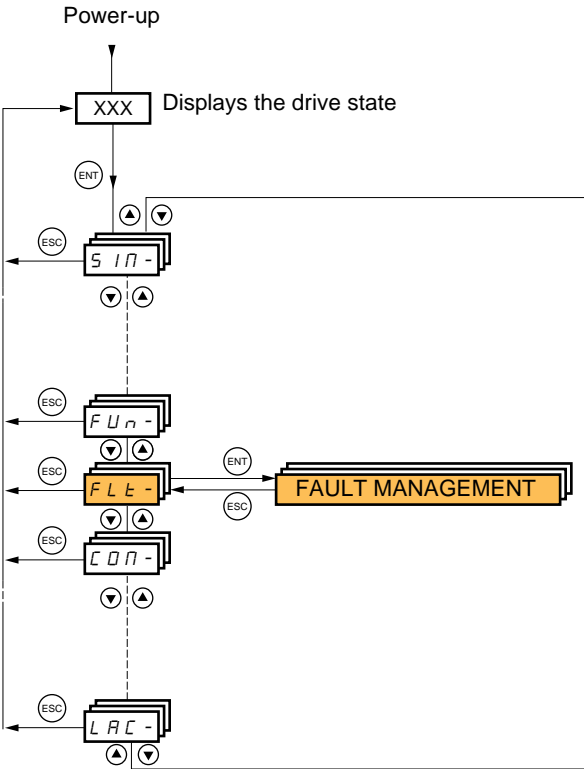 Power-up
XXX Displays the drive state
ENT
ESC
SIM-
ESC
FUn-
ESC
ENT
FLt-
FAULT MANAGEMENT
ESC
ESC
COM-
ESC
LAC-